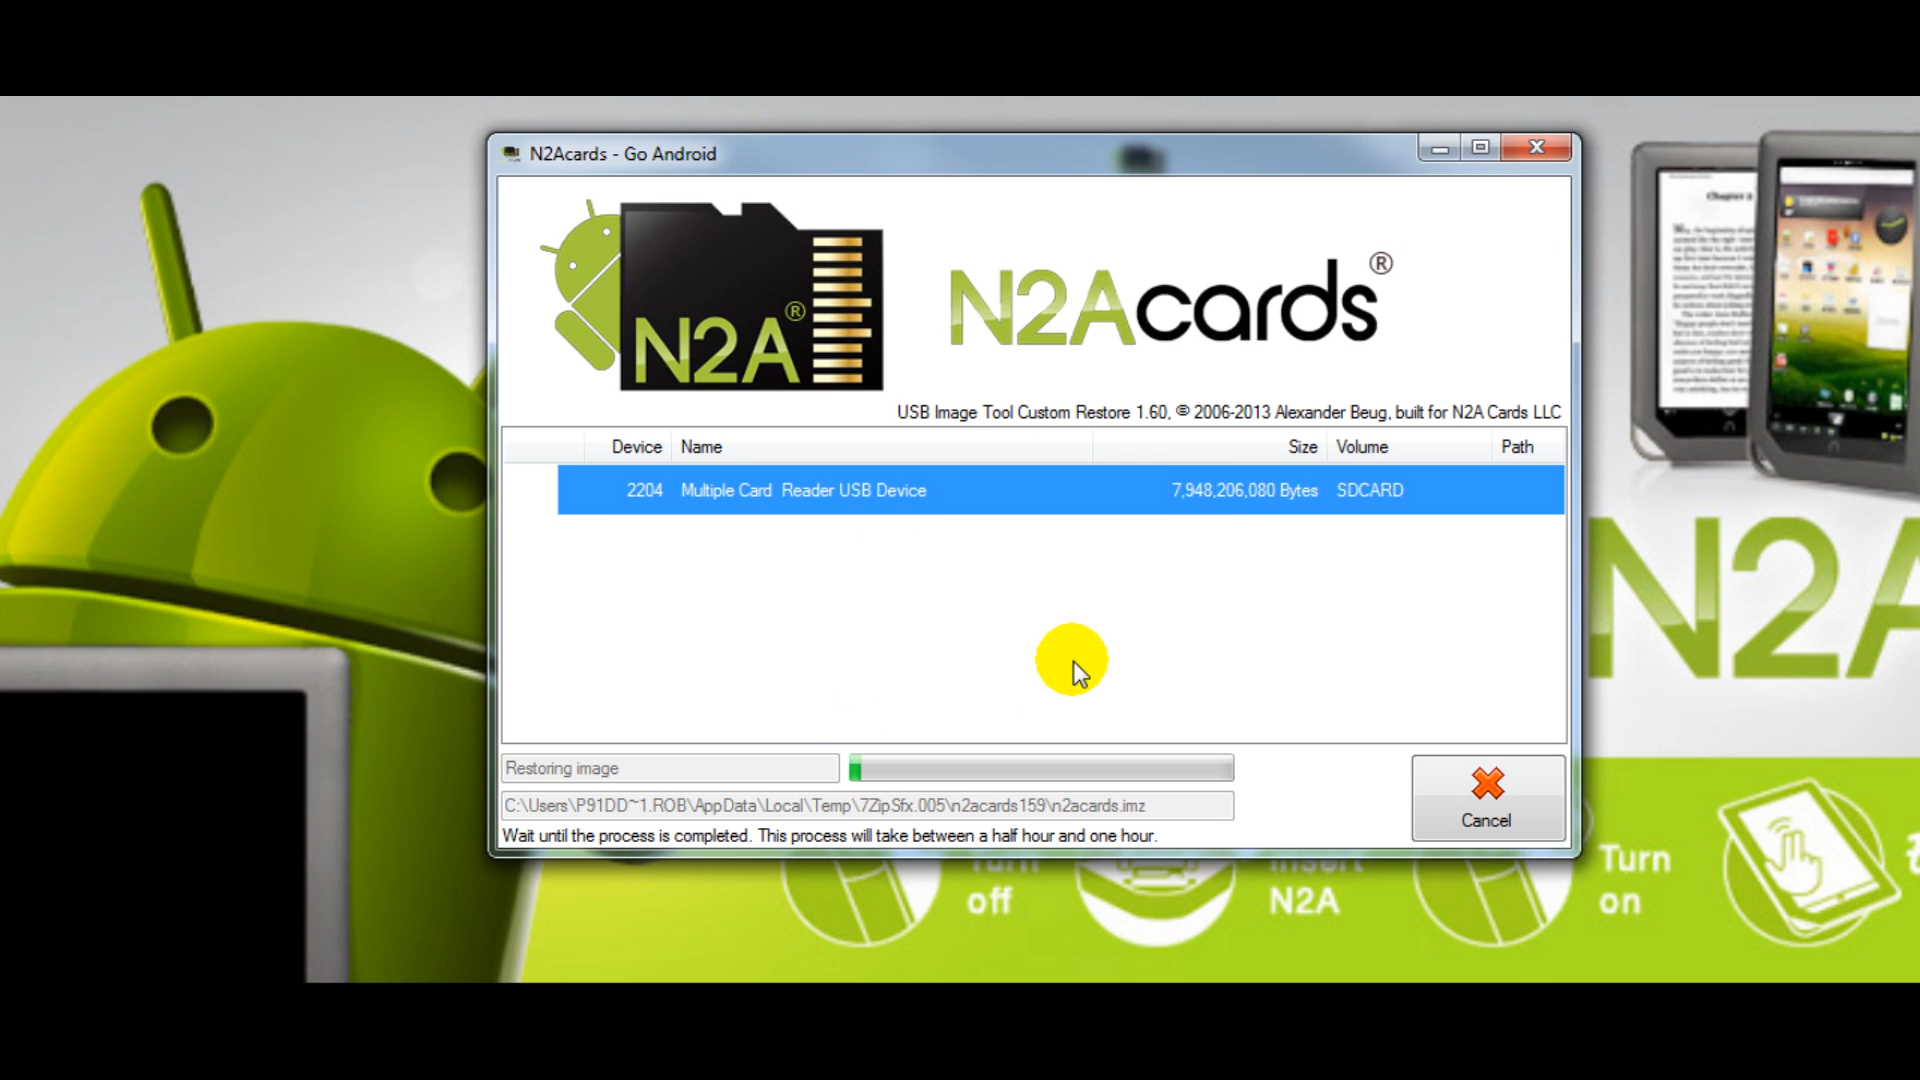 N2Acards - Go Android
N2A®
N2Acards®
USB Image Tool Custom Restore 1.60, © 2006-2013 Alexander Beug, built for N2A Cards LLC
Device Name Size Volume Path
2204 Multiple Card Reader USB Device 7,948,206,080 Bytes SDCARD
Restoring image
C:\Users\P91DD~1.ROB\AppData\Local\Temp\7ZipSfx.005\n2acards159\n2acards.imz
Wait until the process is completed. This process will take between a half hour and one hour.
Cancel
Chapter
N2A
Turn off
Insert N2A
Turn on